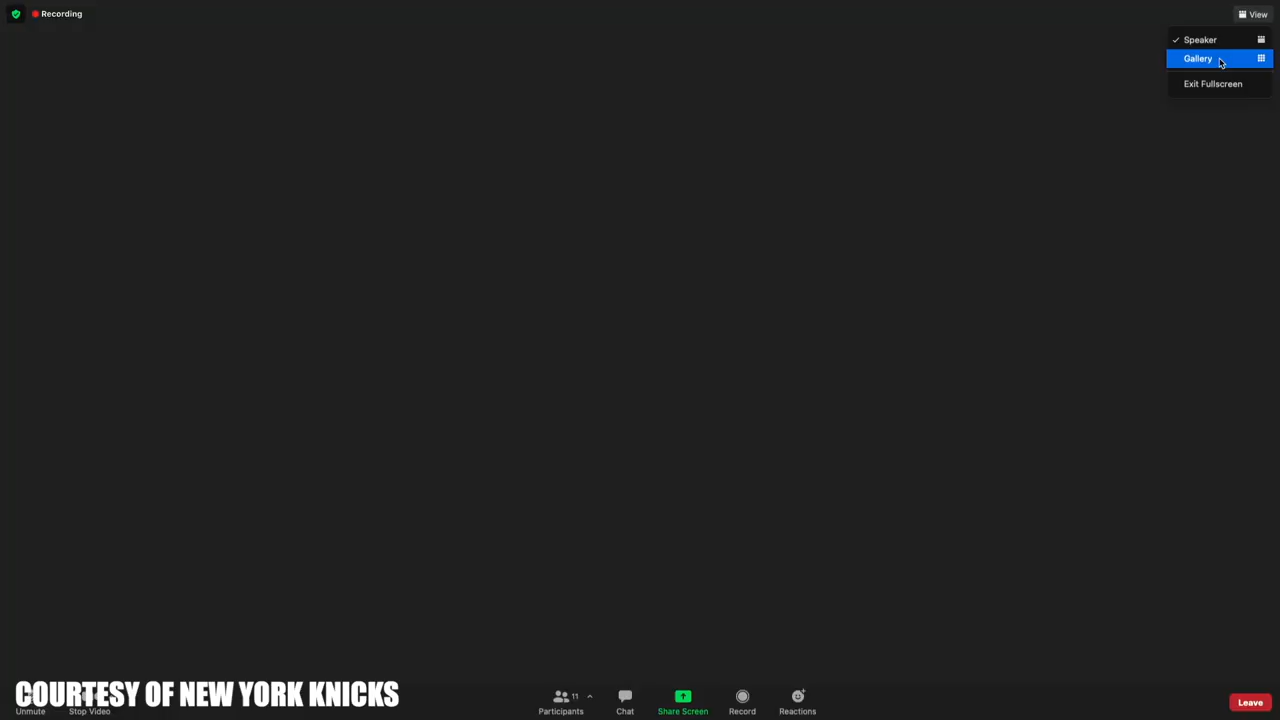 Recording
View
✓ Speaker
Gallery
Exit Fullscreen
COURTESY OF NEW YORK KNICKS
Unmute
Stop Video
Participants
11
Chat
Share Screen
Record
Reactions
Leave